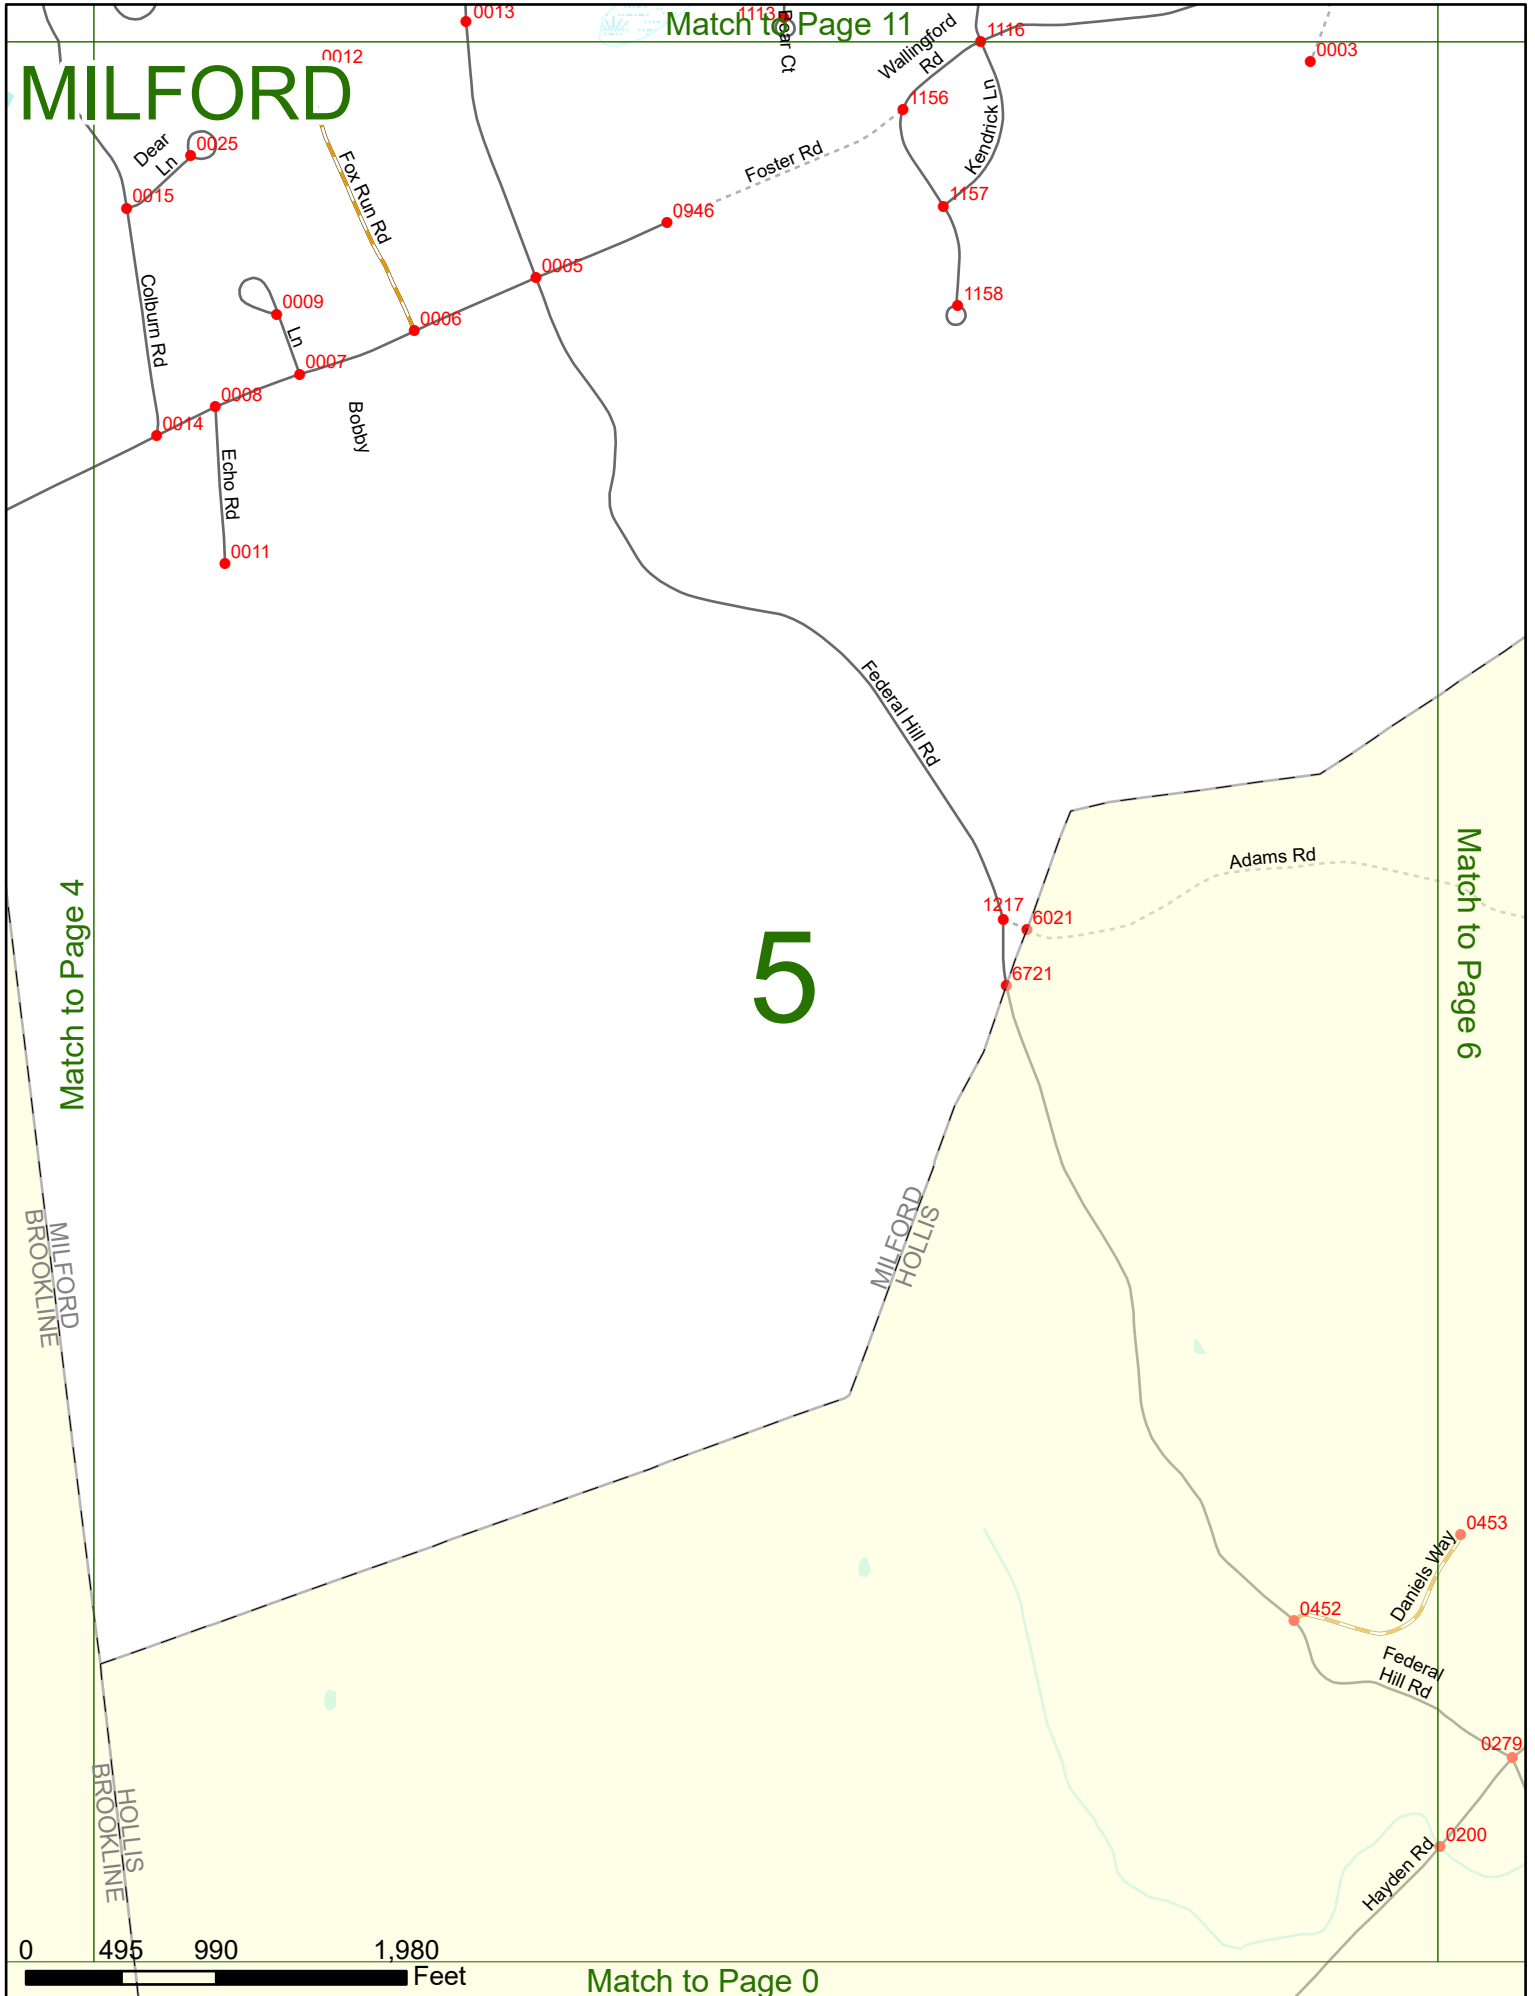 0013
1113
Match to Page 11
1116
0003
MILFORD
0012
Wallingford
Rd
1156
Kendrick Ln
Dear
Ln
0025
Fox Run Rd
Foster Rd
0015
0946
1157
0005
Colburn Rd
0009
Ln
0006
1158
0007
0008
0014
Bobby
Echo Rd
0011
Federal Hill Rd
Adams Rd
Match to Page 4
Match to Page 6
1217
6021
5
6721
MILFORD
BROOKLINE
MILFORD
HOLLIS
0453
Daniels Way
0452
Federal
Hill Rd
0279
HOLLIS
BROOKLINE
0200
Hayden Rd
0 495 990 1,980
Feet
Match to Page 0